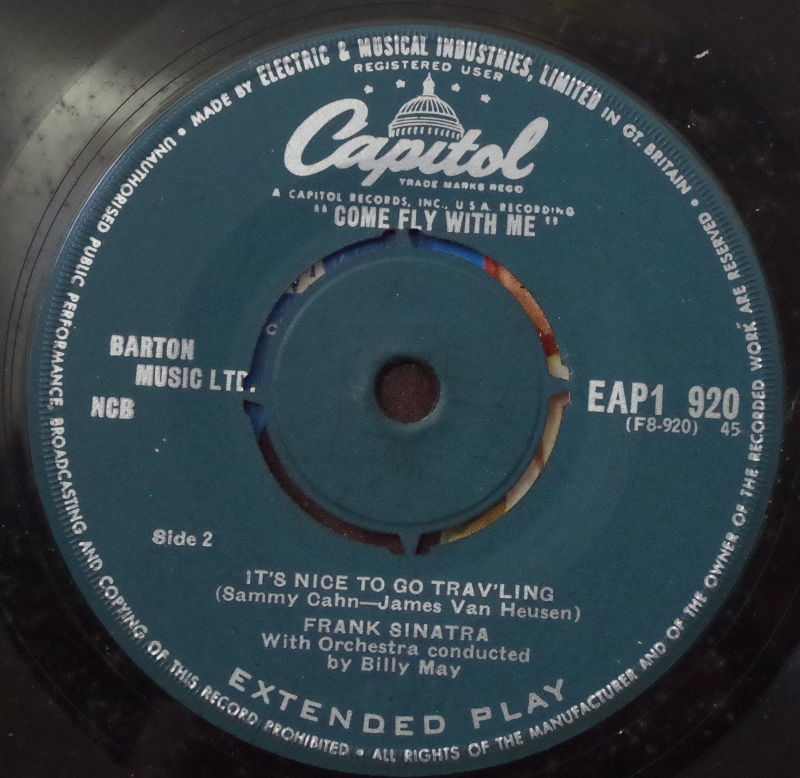 MADE BY ELECTRIC & MUSICAL INDUSTRIES, LIMITED IN GT. BRITAIN • ALL RIGHTS OF THE MANUFACTURER AND OF THE OWNER OF THE RECORDED WORK ARE RESERVED • UNAUTHORISED PUBLIC PERFORMANCE, BROADCASTING AND COPYING OF THIS RECORD PROHIBITED •
REGISTERED USER
Capitol
TRADE MARKS REGD
A CAPITOL RECORDS, INC., U.S.A. RECORDING
"COME FLY WITH ME"
BARTON
MUSIC LTD.
NCB
EAP1 920
(F8-920) 45
Side 2
IT'S NICE TO GO TRAV'LING
(Sammy Cahn—James Van Heusen)
FRANK SINATRA
With Orchestra conducted
by Billy May
EXTENDED PLAY